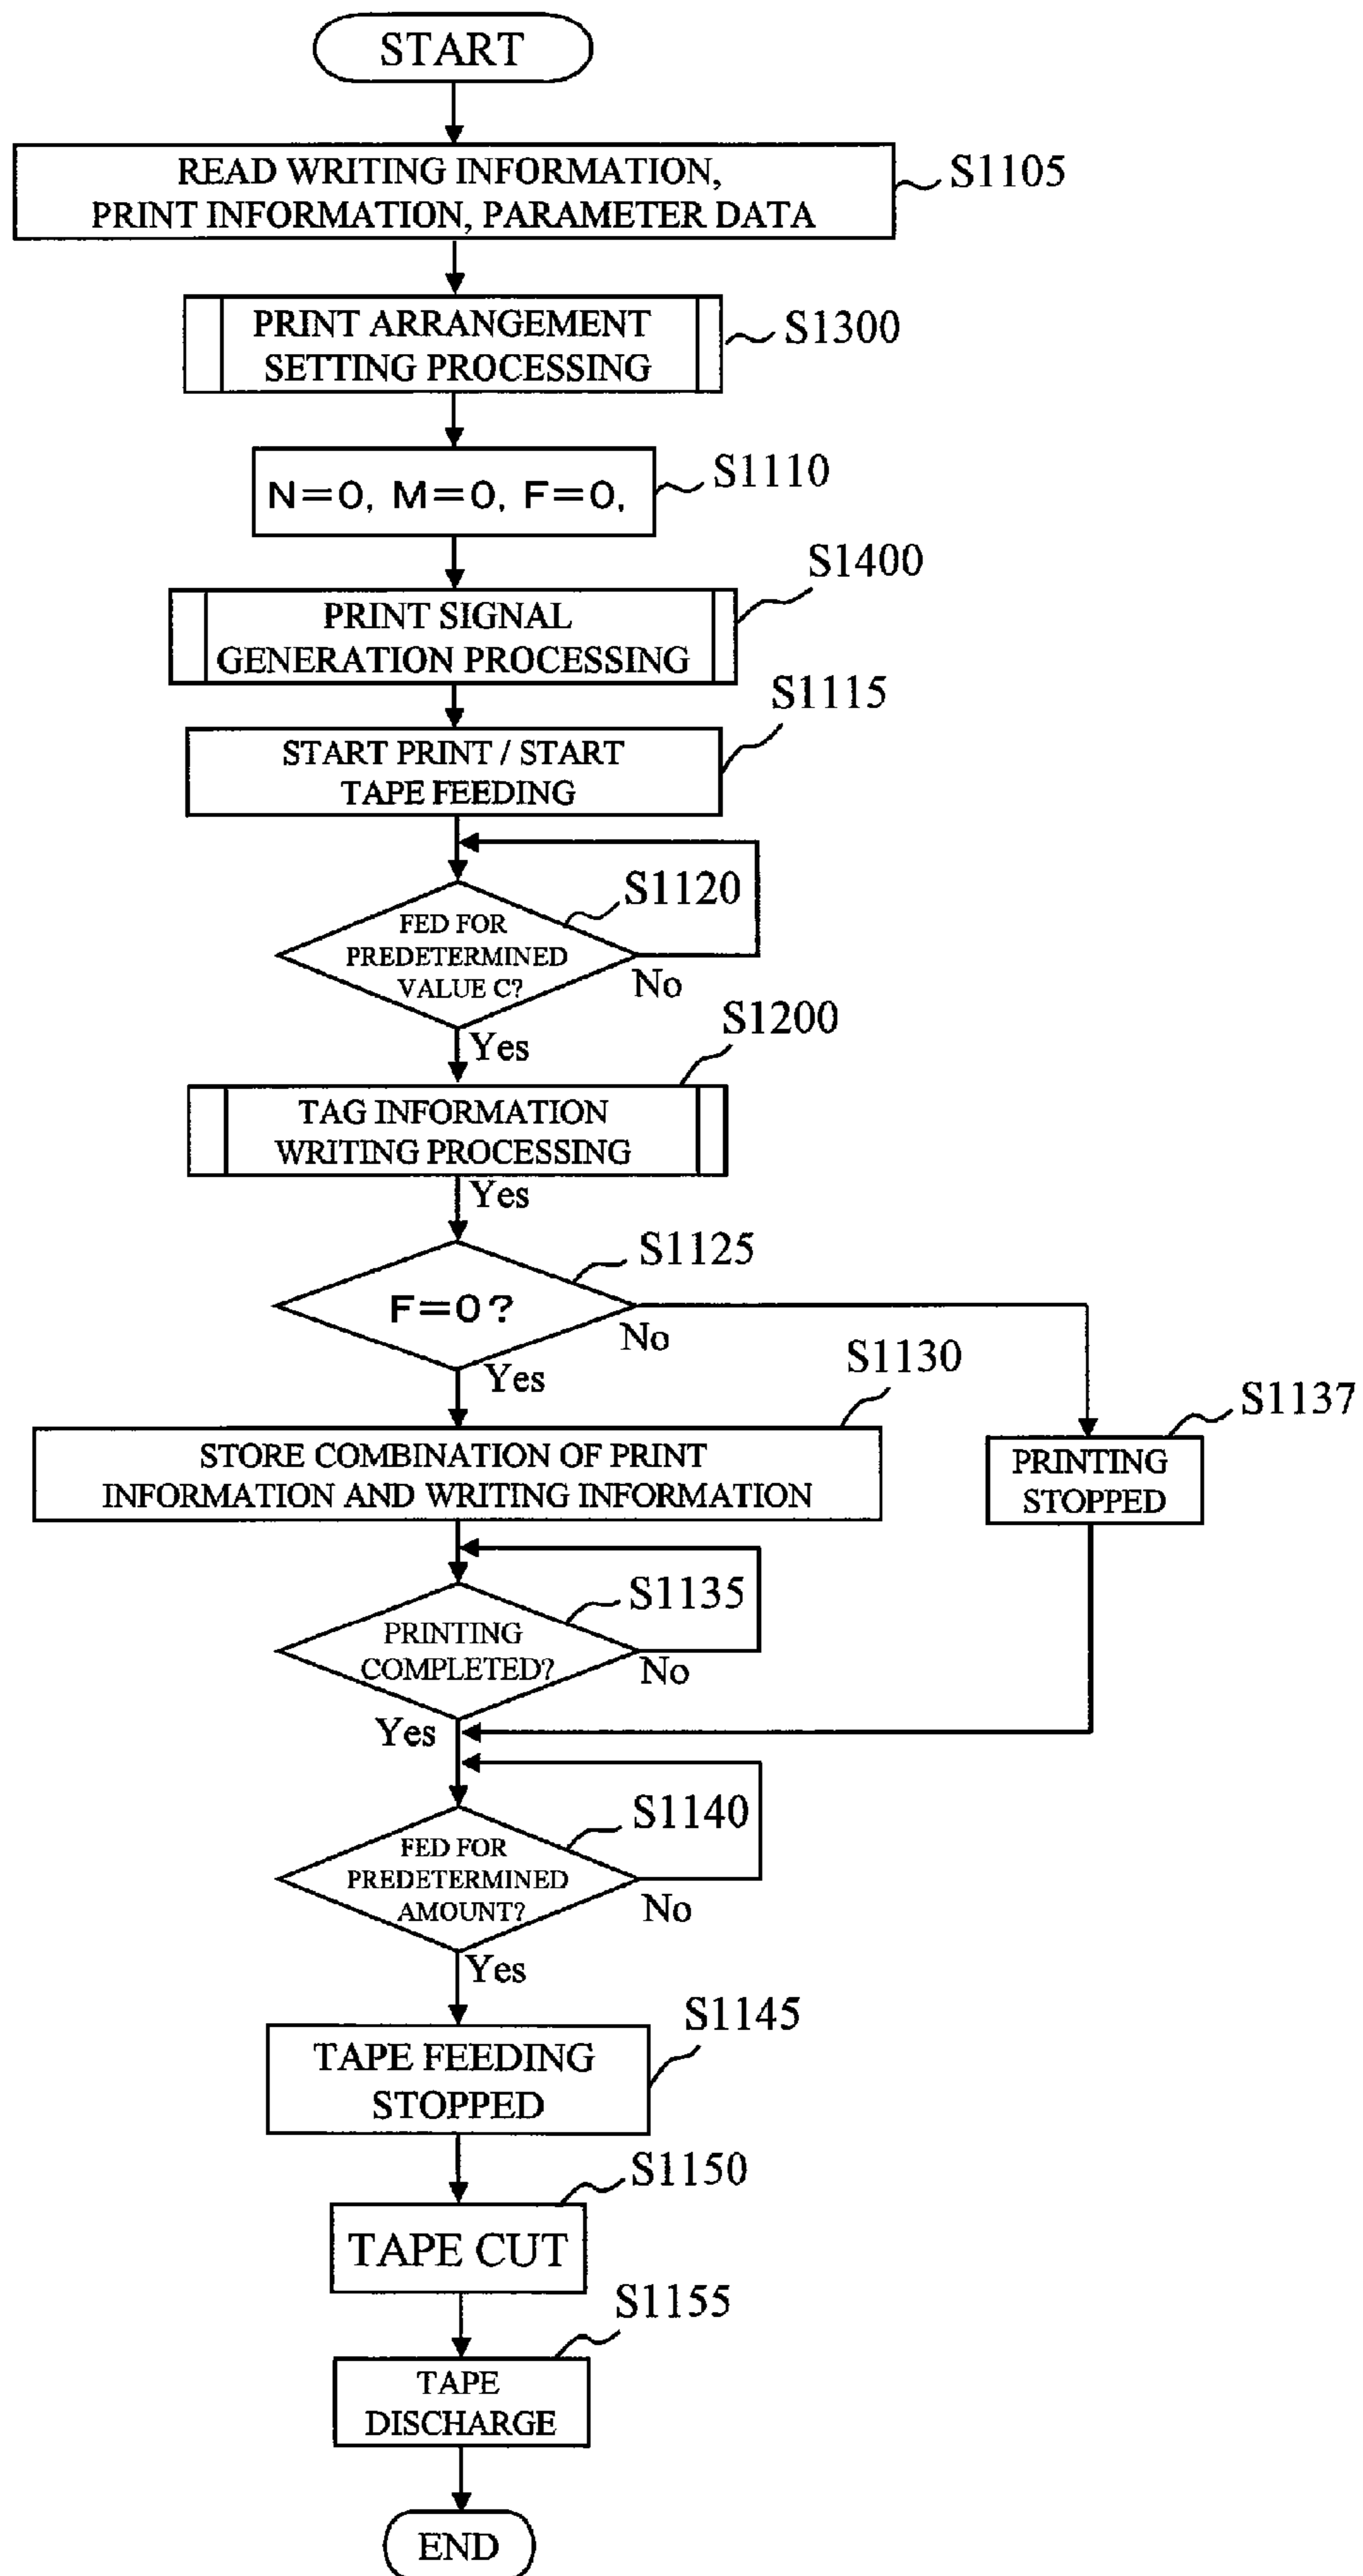 START
READ WRITING INFORMATION,
PRINT INFORMATION, PARAMETER DATA
S1105
PRINT ARRANGEMENT
SETTING PROCESSING
S1300
N=0, M=0, F=0,
S1110
S1400
PRINT SIGNAL
GENERATION PROCESSING
S1115
START PRINT / START
TAPE FEEDING
S1120
FED FOR
PREDETERMINED
VALUE C?
No
Yes
S1200
TAG INFORMATION
WRITING PROCESSING
Yes
S1125
F=0?
No
Yes
S1130
S1137
STORE COMBINATION OF PRINT
INFORMATION AND WRITING INFORMATION
PRINTING
STOPPED
S1135
PRINTING
COMPLETED?
No
Yes
S1140
FED FOR
PREDETERMINED
AMOUNT?
No
Yes
S1145
TAPE FEEDING
STOPPED
S1150
TAPE CUT
S1155
TAPE
DISCHARGE
END